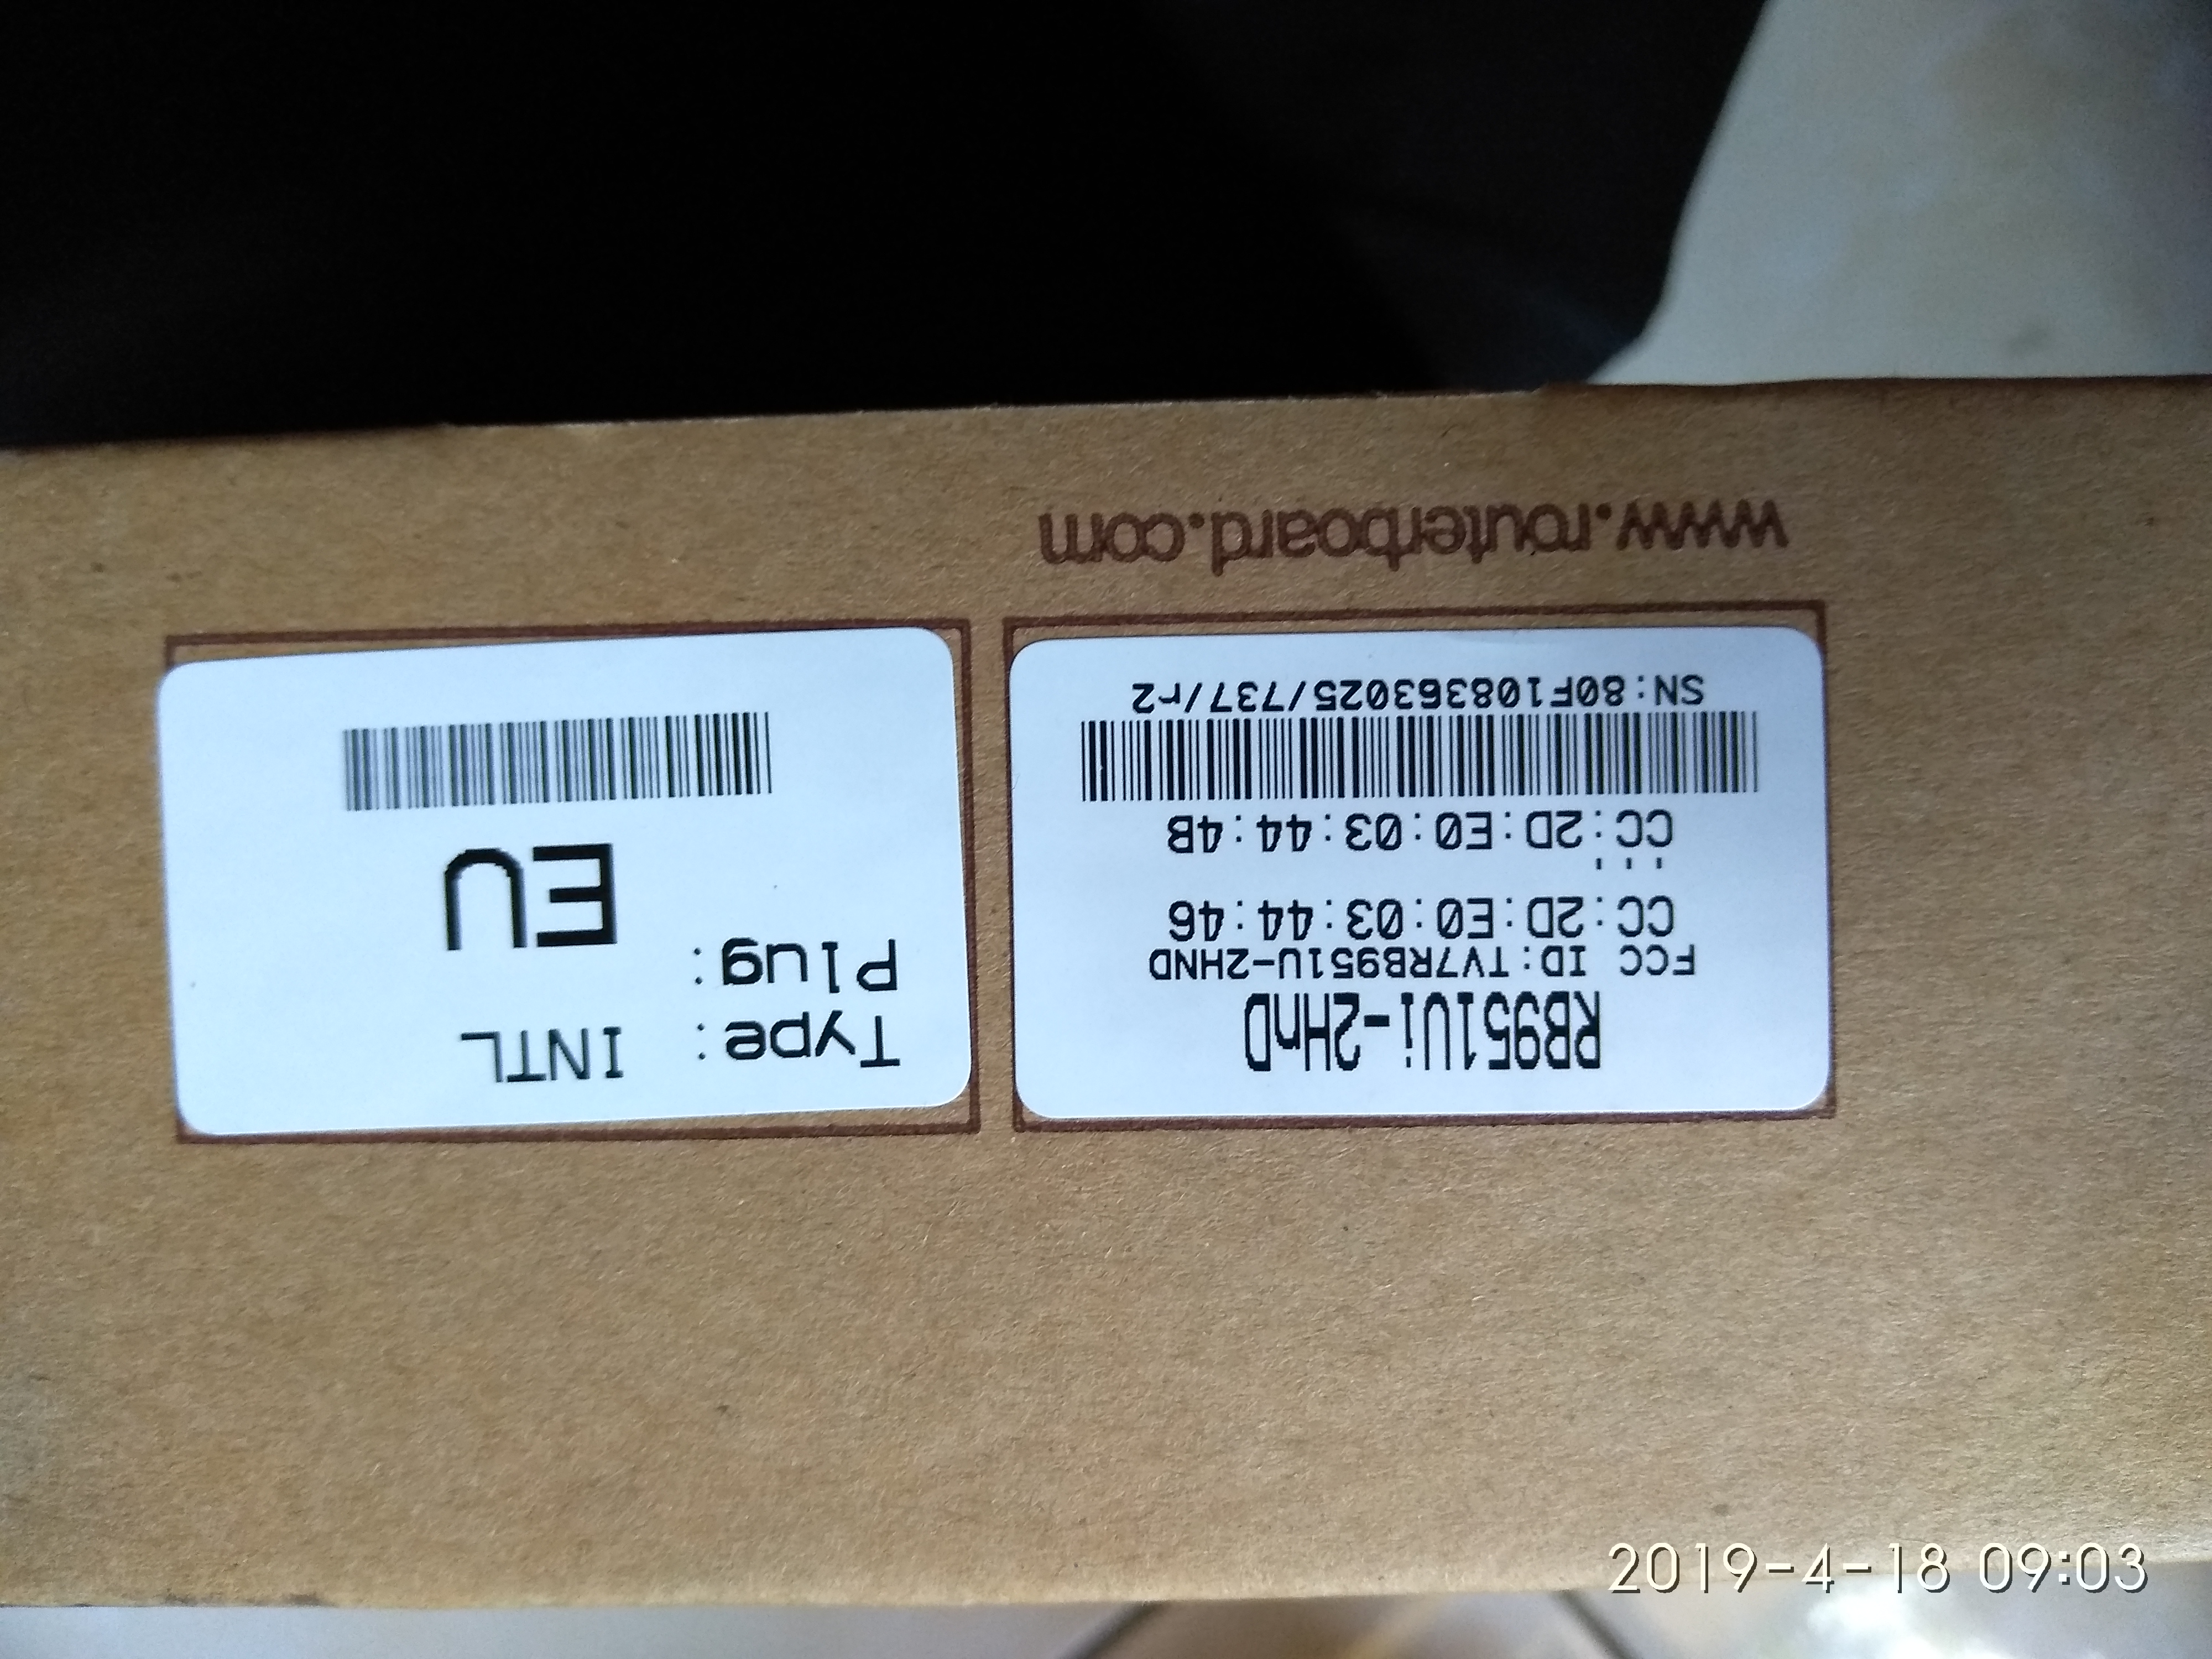 2019-4-18 09:03
RB951Ui-2HnD
FCC ID:TV7RB951U-2HND
CC:2D:E0:03:44:46
...
CC:2D:E0:03:44:4B
SN:80F108363025/737/r2
Type: INTL
Plug:
EU
www.routerboard.com